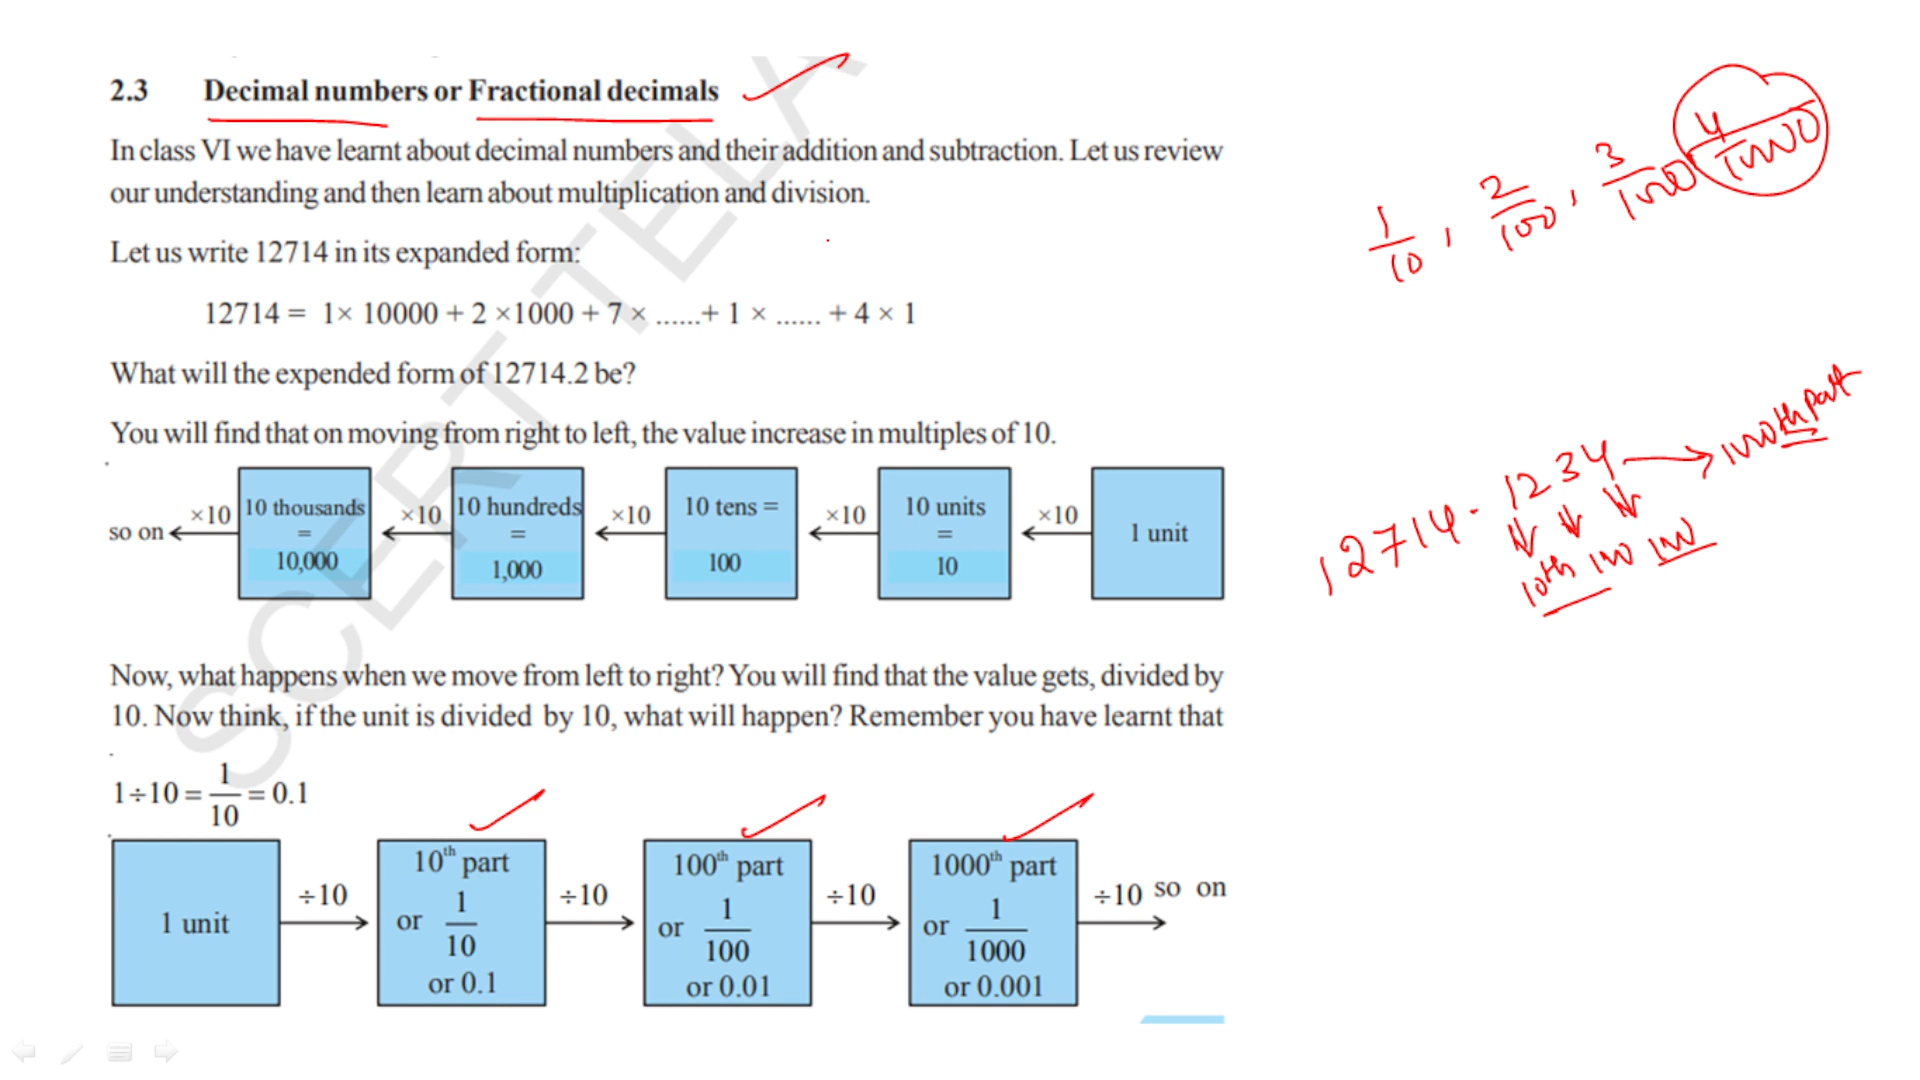 2.3 Decimal numbers or Fractional decimals
In class VI we have learnt about decimal numbers and their addition and subtraction. Let us review
our understanding and then learn about multiplication and division.
Let us write 12714 in its expanded form:
12714 = 1× 10000 + 2 ×1000 + 7 × ......+ 1 × ...... + 4 × 1
What will the expended form of 12714.2 be?
You will find that on moving from right to left, the value increase in multiples of 10.
so on ×10 10 thousands = 10,000 ×10 10 hundreds = 1,000 ×10 10 tens = 100 ×10 10 units = 10 ×10 1 unit
Now, what happens when we move from left to right? You will find that the value gets, divided by
10. Now think, if the unit is divided by 10, what will happen? Remember you have learnt that
1÷10 = 1/10 = 0.1
1 unit ÷10 10th part or 1/10 or 0.1 ÷10 100th part or 1/100 or 0.01 ÷10 1000th part or 1/1000 or 0.001 ÷10 so on
SCERT TELA
1/10, 2/100, 3/1000 4/10000
12714.1234
10th 100
th part